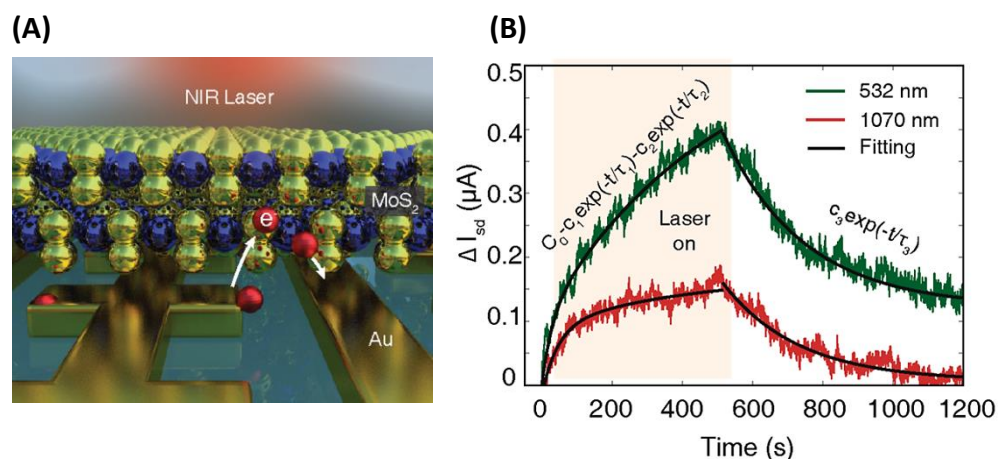 (A)
NIR Laser
MoS₂
e
Au
(B)
Δ I_sd (μA)
0.5
0.4
0.3
0.2
0.1
0
0 200 400 600 800 1000 1200
Time (s)
532 nm
1070 nm
Fitting
C₀-c₁exp(-t/τ₁)-c₂exp(-t/τ₂)
Laser
on
c₃exp(-t/τ₃)